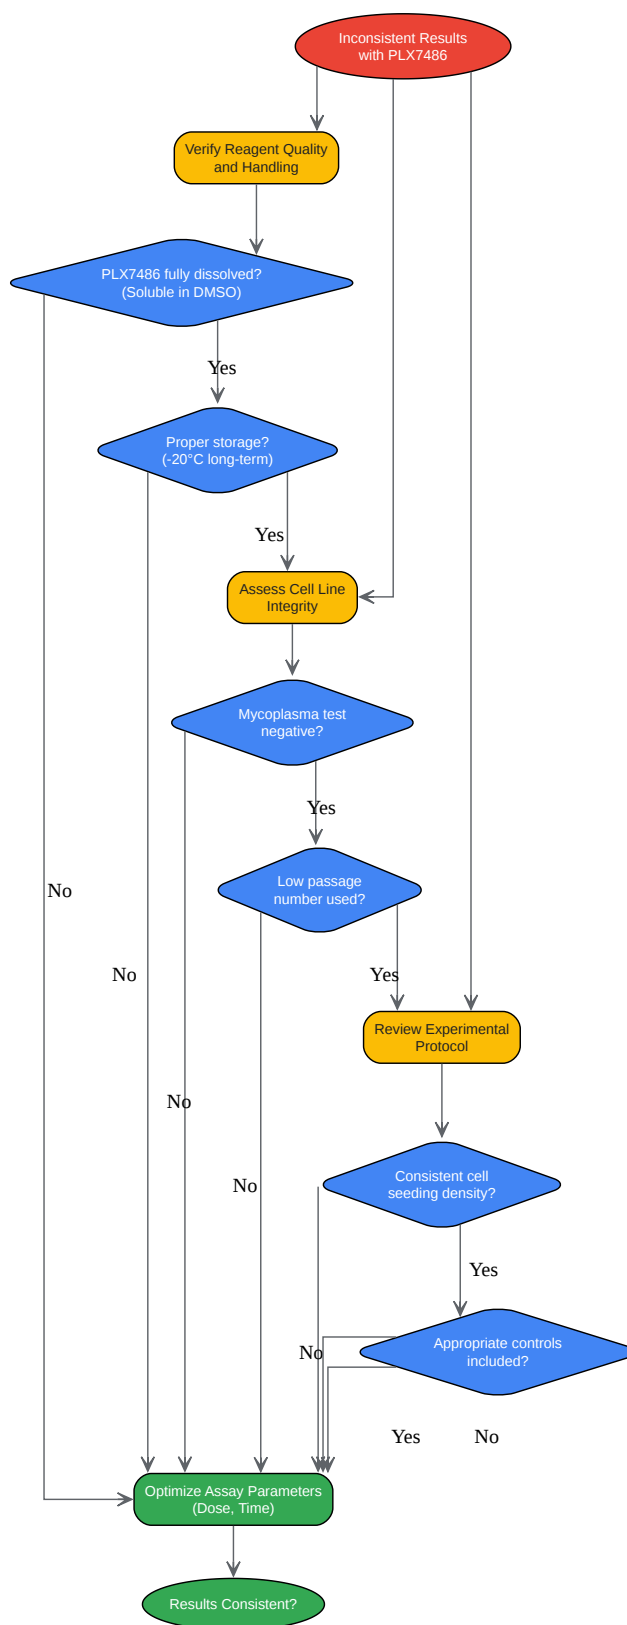 Inconsistent Results
with PLX7486
Verify Reagent Quality
and Handling
PLX7486 fully dissolved?
(Soluble in DMSO)
Yes
Proper storage?
(-20°C long-term)
Yes
Assess Cell Line
Integrity
Mycoplasma test
negative?
Yes
Low passage
number used?
No
No
Yes
Review Experimental
Protocol
No
Consistent cell
seeding density?
No
Yes
Appropriate controls
included?
No
Yes
No
Optimize Assay Parameters
(Dose, Time)
Results Consistent?